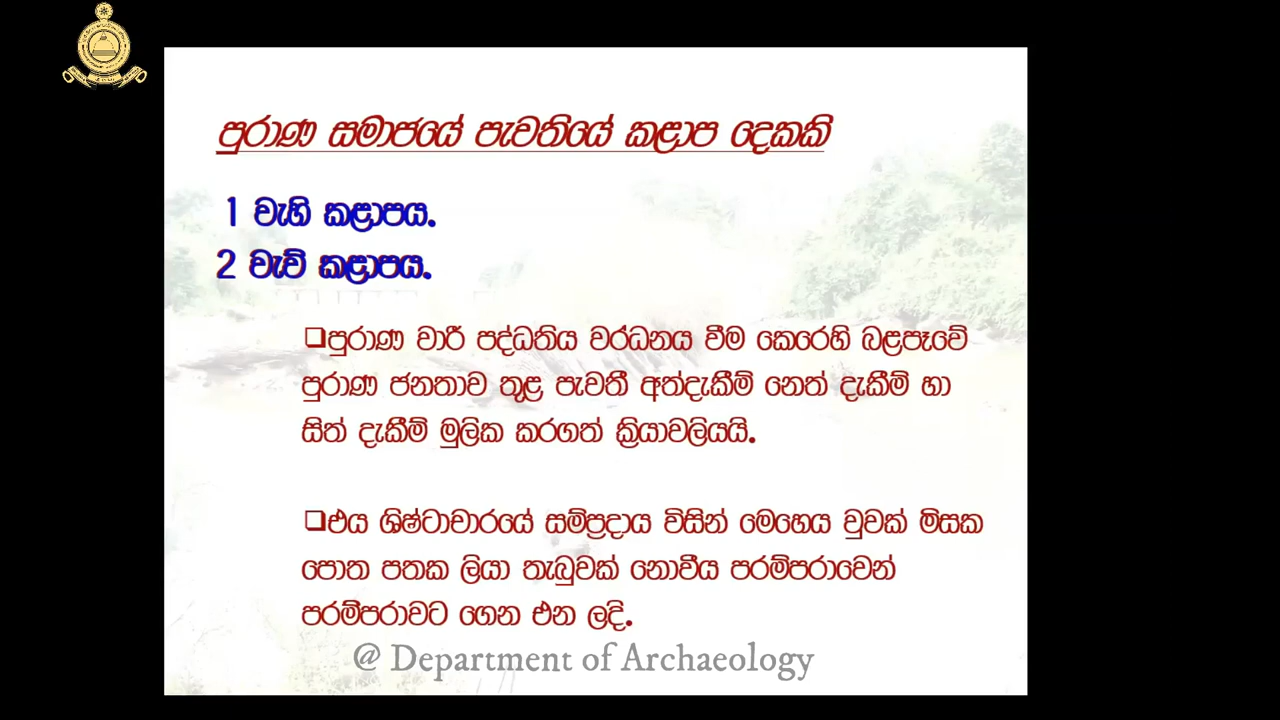 පුරාණ සමාජයේ පැවතියේ කළාප දෙකකි
1 වැහි කළාපය.
2 වැව් කළාපය.
❑පුරාණ වාරී පද්ධතිය වර්ධනය වීම කෙරෙහි බළපෑවේ
පුරාණ ජනතාව තුළ පැවතී අත්දැකීම් නෙත් දැකීම් හා
සිත් දැකීම් මුලික කරගත් ක්‍රියාවලියයි.
❑එය ශිෂ්ටාචාරයේ සම්ප්‍රදාය විසින් මෙහෙය වුවක් මිසක
පොත පතක ලියා තැබුවක් නොවීය පරම්පරාවෙන්
පරම්පරාවට ගෙන එන ලදි.
@ Department of Archaeology